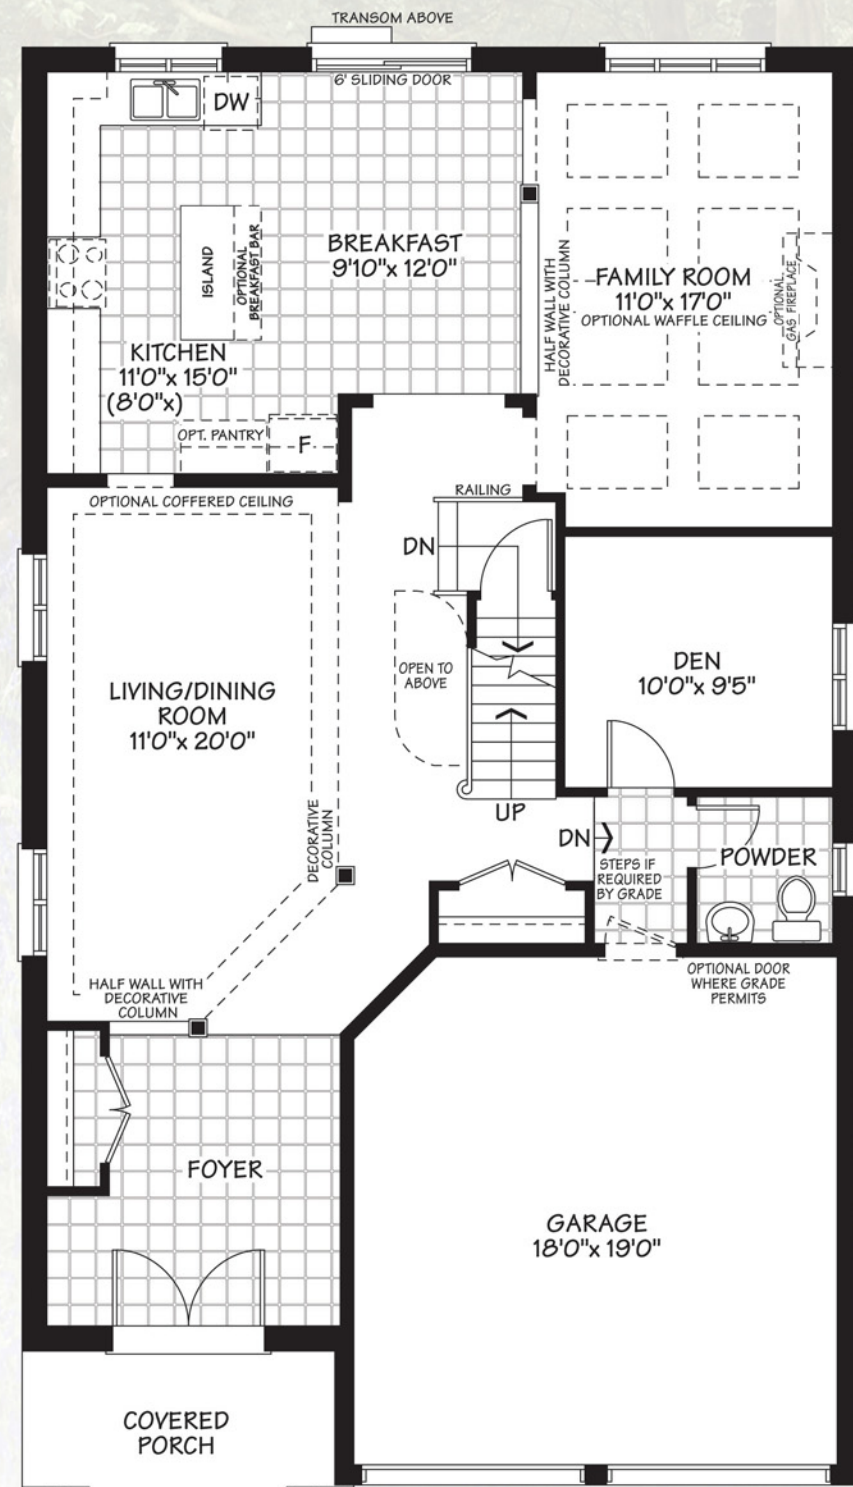 TRANSOM ABOVE
6' SLIDING DOOR
DW
ISLAND
OPTIONAL
BREAKFAST BAR
BREAKFAST
9'10"x 12'0"
HALF WALL WITH
DECORATIVE COLUMN
FAMILY ROOM
11'0"x 17'0"
OPTIONAL WAFFLE CEILING
OPTIONAL
GAS FIREPLACE
KITCHEN
11'0"x 15'0"
(8'0"x)
OPT. PANTRY
F
OPTIONAL COFFERED CEILING
RAILING
DN
OPEN TO
ABOVE
DEN
10'0"x 9'5"
LIVING/DINING
ROOM
11'0"x 20'0"
DECORATIVE
COLUMN
UP
DN
STEPS IF
REQUIRED
BY GRADE
POWDER
HALF WALL WITH
DECORATIVE
COLUMN
OPTIONAL DOOR
WHERE GRADE
PERMITS
FOYER
GARAGE
18'0"x 19'0"
COVERED
PORCH